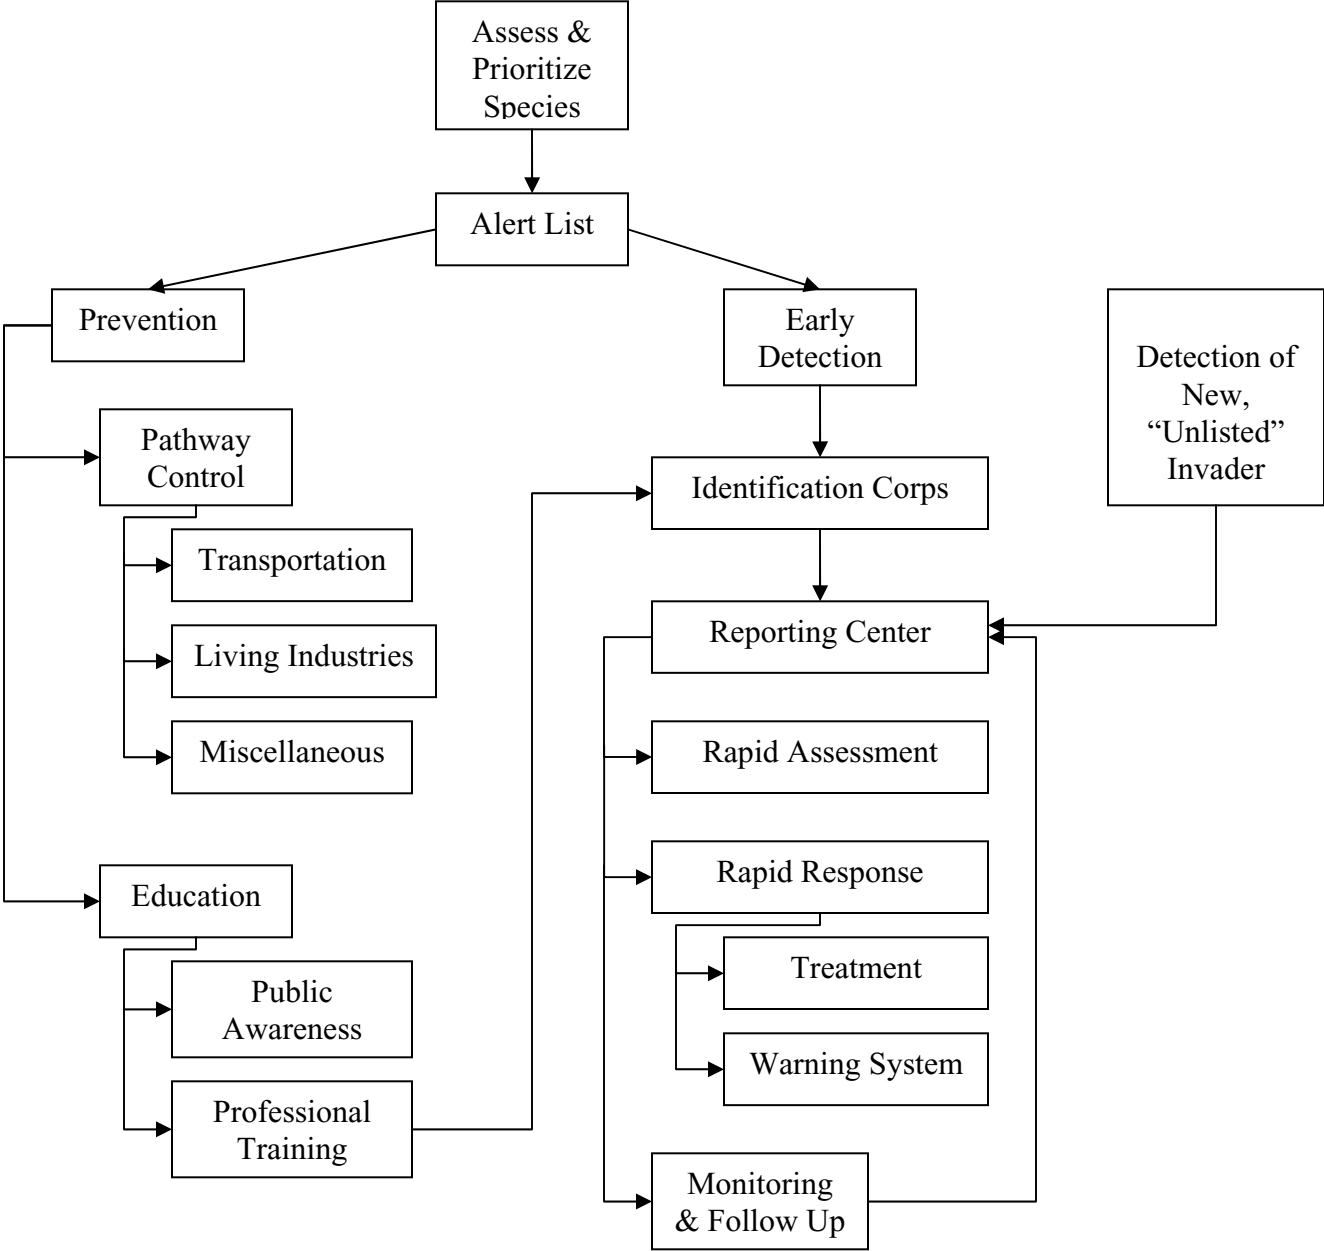 Assess &
Prioritize
Species
Alert List
Prevention
Early
Detection
Detection of
New,
“Unlisted”
Invader
Pathway
Control
Identification Corps
Transportation
Reporting Center
Living Industries
Miscellaneous
Rapid Assessment
Education
Rapid Response
Public
Awareness
Treatment
Warning System
Professional
Training
Monitoring
& Follow Up